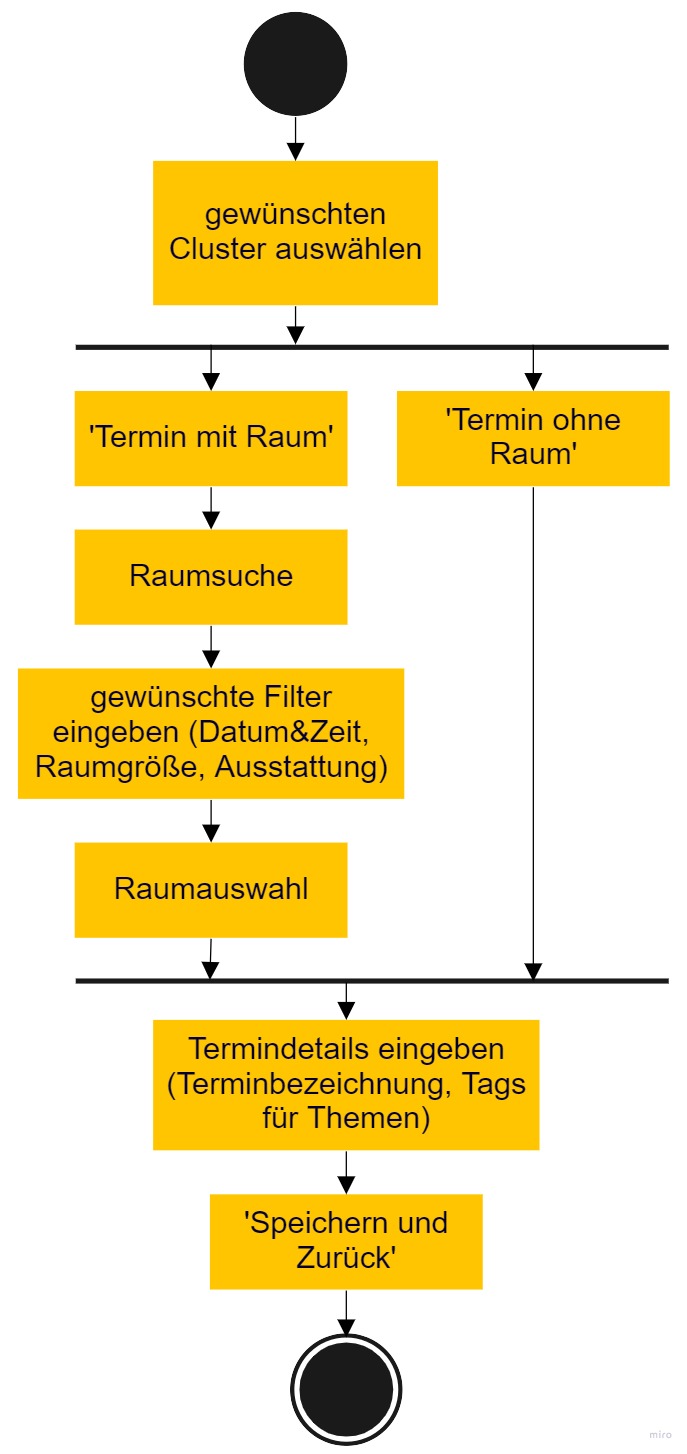 gewünschten
Cluster auswählen
'Termin mit Raum'
'Termin ohne
Raum'
Raumsuche
gewünschte Filter
eingeben (Datum&Zeit,
Raumgröße, Ausstattung)
Raumauswahl
Termindetails eingeben
(Terminbezeichnung, Tags
für Themen)
'Speichern und
Zurück'
miro